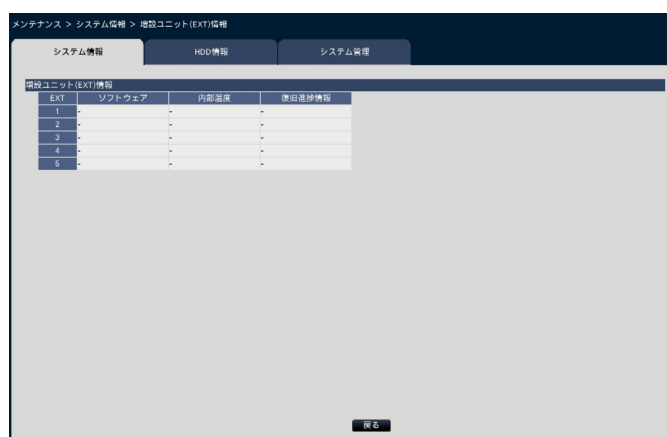 メンテナンス > システム情報 > 増設ユニット(EXT)情報
システム情報 HDD情報 システム管理
増設ユニット(EXT)情報
EXT ソフトウェア 内部温度 復旧進捗情報
1 - - -
2 - - -
3 - - -
4 - - -
5 - - -
戻る